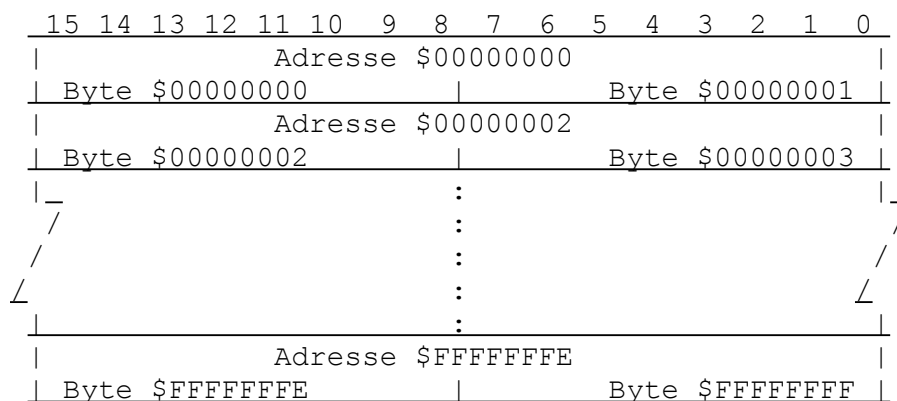 15 14 13 12 11 10 9 8 7 6 5 4 3 2 1 0
Adresse $00000000
Byte $00000000 | Byte $00000001
Adresse $00000002
Byte $00000002 | Byte $00000003
:
:
:
:
:
Adresse $FFFFFFFE
Byte $FFFFFFFE | Byte $FFFFFFFF